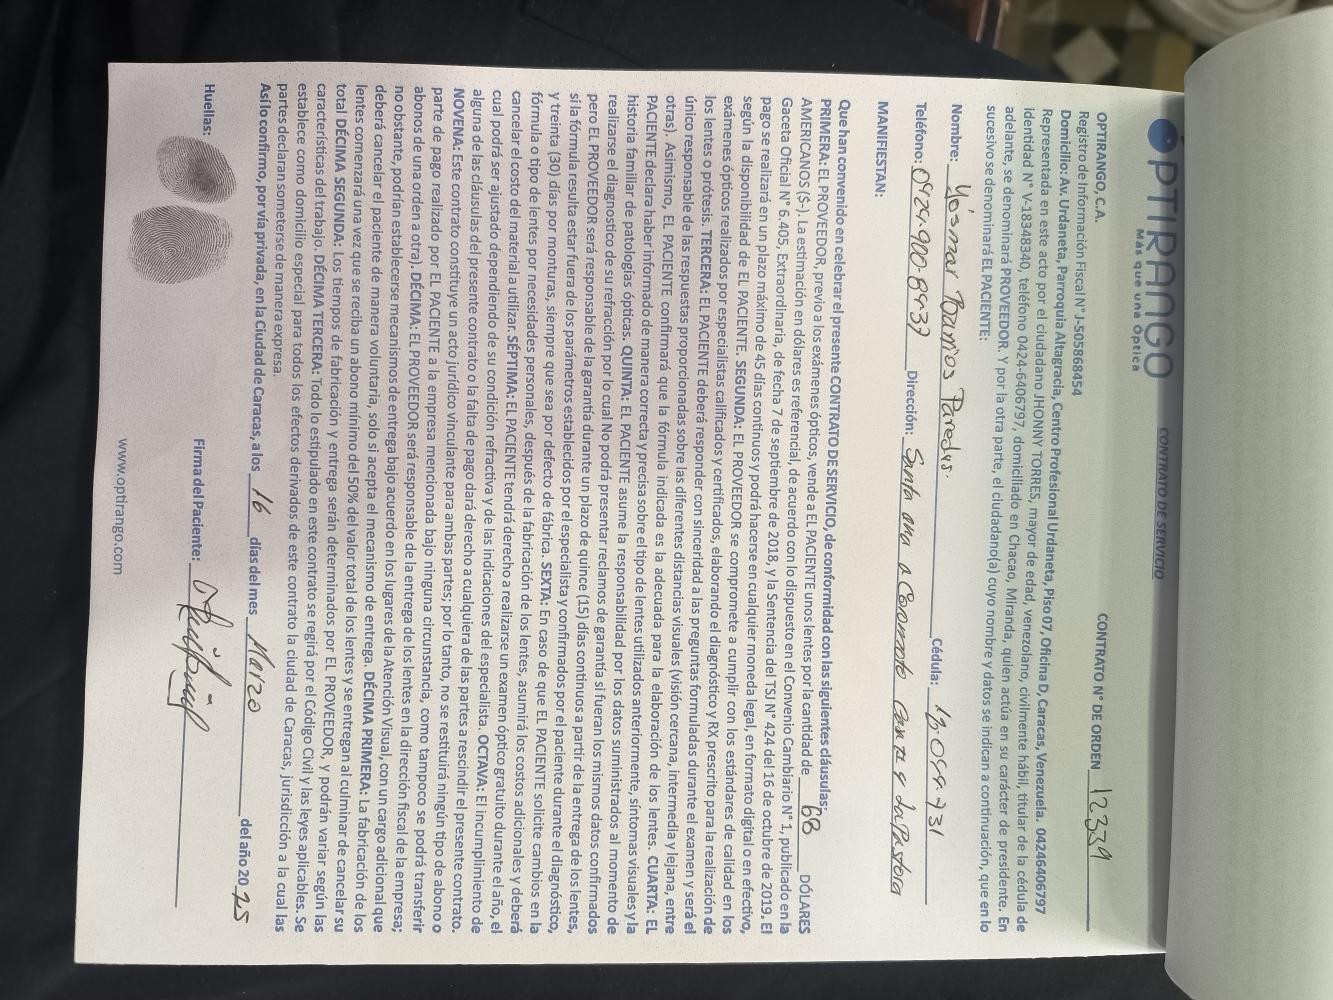 OPTIRANGO
Más que una Óptica
CONTRATO DE SERVICIO
CONTRATO N° DE ORDEN 12339
OPTIRANGO, C.A.
Registro de Información Fiscal N° J-505868454
Domicilio: Av. Urdaneta, Parroquia Altagracia, Centro Profesional Urdaneta, Piso 07, Oficina D, Caracas, Venezuela. 04246406797
Representada en este acto por el ciudadano JHONNY TORRES, mayor de edad, venezolano, civilmente hábil, titular de la cédula de
identidad N° V-18348340, teléfono 0424-6406797, domiciliado en Chacao, Miranda, quien actúa en su carácter de presidente. En
adelante, se denominará PROVEEDOR. Y por la otra parte, el ciudadano(a) cuyo nombre y datos se indican a continuación, que en lo
sucesivo se denominará EL PACIENTE:
Nombre: Yosmar Barrios Paredes. Cédula:
Teléfono: 0424-900-8437 Dirección: Santa ana a Coromoto
MANIFIESTAN:
Que han convenido en celebrar el presente CONTRATO DE SERVICIO, de conformidad con las siguientes cláusulas:
PRIMERA: EL PROVEEDOR, previo a los exámenes ópticos, vende a EL PACIENTE unos lentes por la cantidad de 68 DÓLARES
AMERICANOS ($-). La estimación en dólares es referencial, de acuerdo con lo dispuesto en el Convenio Cambiario N° 1, publicado en la
Gaceta Oficial N° 6.405, Extraordinaria, de fecha 7 de septiembre de 2018, y la Sentencia del TSJ N° 424 del 16 de octubre de 2019. El
pago se realizará en un plazo máximo de 45 días continuos y podrá hacerse en cualquier moneda legal, en formato digital o en efectivo,
según la disponibilidad de EL PACIENTE. SEGUNDA: EL PROVEEDOR se compromete a cumplir con los estándares de calidad en los
exámenes ópticos realizados por especialistas calificados y certificados, elaborando el diagnóstico y RX prescrito para la realización de
los lentes o prótesis. TERCERA: EL PACIENTE deberá responder con sinceridad a las preguntas formuladas durante el examen y será el
único responsable de las respuestas proporcionadas sobre las diferentes distancias visuales (visión cercana, intermedia y lejana, entre
otras). Asimismo, EL PACIENTE confirmará que la fórmula indicada es la adecuada para la elaboración de los lentes. CUARTA: EL
PACIENTE declara haber informado de manera correcta y precisa sobre el tipo de lentes utilizados anteriormente, síntomas visuales y la
historia familiar de patologías ópticas. QUINTA: EL PACIENTE asume la responsabilidad por los datos suministrados al momento de
realizarse el diagnostico de su refracción por lo cual No podrá presentar reclamos de garantía si fueran los mismos datos confirmados
pero EL PROVEEDOR será responsable de la garantía durante un plazo de quince (15) días continuos a partir de la entrega de los lentes,
si la fórmula resulta estar fuera de los parámetros establecidos por el especialista y confirmados por el paciente durante el diagnóstico,
y treinta (30) días por monturas, siempre que sea por defecto de fábrica. SEXTA: En caso de que EL PACIENTE solicite cambios en la
fórmula o tipo de lentes por necesidades personales, después de la fabricación de los lentes, asumirá los costos adicionales y deberá
cancelar el costo del material a utilizar. SÉPTIMA: EL PACIENTE tendrá derecho a realizarse un examen óptico gratuito durante el año, el
cual podrá ser ajustado dependiendo de su condición refractiva y de las indicaciones del especialista. OCTAVA: El incumplimiento de
alguna de las cláusulas del presente contrato o la falta de pago dará derecho a cualquiera de las partes a rescindir el presente contrato.
NOVENA: Este contrato constituye un acto jurídico vinculante para ambas partes; por lo tanto, no se restituirá ningún tipo de abono o
parte de pago realizado por EL PACIENTE a la empresa mencionada bajo ninguna circunstancia, como tampoco se podrá transferir
abonos de una orden a otra). DÉCIMA: EL PROVEEDOR será responsable de la entrega de los lentes en la dirección fiscal de la empresa;
no obstante, podrían establecerse mecanismos de entrega bajo acuerdo en los lugares de la Atención Visual, con un cargo adicional que
deberá cancelar el paciente de manera voluntaria, solo si acepta el mecanismo de entrega. DÉCIMA PRIMERA: La fabricación de los
lentes comenzará una vez que se reciba un abono mínimo del 50% del valor total de los lentes y se entregan al culminar de cancelar su
total DÉCIMA SEGUNDA: Los tiempos de fabricación y entrega serán determinados por EL PROVEEDOR, y podrán variar según las
características del trabajo. DÉCIMA TERCERA: Todo lo estipulado en este contrato se regirá por el Código Civil y las leyes aplicables. Se
establece como domicilio especial para todos los efectos derivados de este contrato la ciudad de Caracas, jurisdicción a la cual las
partes declaran someterse de manera expresa.
Así lo confirmo, por vía privada, en la Ciudad de Caracas, a los 16 días del mes Marzo del año 20 25
Huellas:
Firma del Paciente:
www.optirango.com